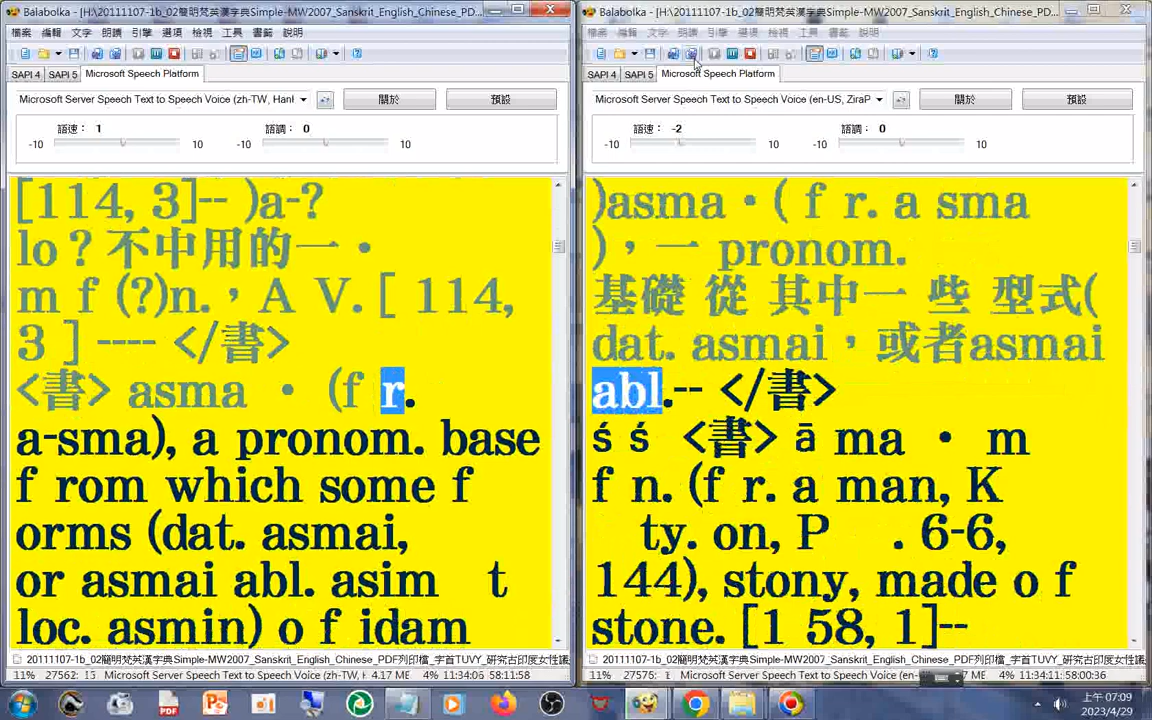 Balabolka - [H:\20111107-1b_02簡明梵英漢字典Simple-MW2007_Sanskrit_English_Chinese_PD...
檔案 編輯 文字 朗讀 引擎 選項 檢視 工具 書籤 說明
SAPI 4 SAPI 5 Microsoft Speech Platform
Microsoft Server Speech Text to Speech Voice (zh-TW, HanH 關於 預設
語速： 1 語調： 0
-10 10 -10 10
[114, 3]-- )a-?
lo？不中用的一・
m f (?)n.，A V. [ 114,
3 ] ---- </書>
<書> asma ・ (f r.
a-sma), a pronom. base
f rom which some f
orms (dat. asmai,
or asmai abl. asim t
loc. asmin) o f idam
20111107-1b_02簡明梵英漢字典Simple-MW2007_Sanskrit_English_Chinese_PDF列印檔_字首TUVY_研究古印度女性議
11% 27562: Microsoft Server Speech Text to Speech Voice (zh-TW, H 4.17 ME 4% 11:34:06 58:11:58
Balabolka - [H:\20111107-1b_02簡明梵英漢字典Simple-MW2007_Sanskrit_English_Chinese_PD...
檔案 編輯 文字 朗讀 引擎 選項 檢視 工具 書籤 說明
SAPI 4 SAPI 5 Microsoft Speech Platform
Microsoft Server Speech Text to Speech Voice (en-US, ZiraP 關於 預設
語速： -2 語調： 0
-10 10 -10 10
)asma・( f r. a sma
)，一 pronom.
基礎 從 其中一 些 型式(
dat. asmai，或者asmai
abl.-- </書>
ś ś <書> ā ma ・ m
f n. (f r. a man, K
ty. on, P . 6-6,
144), stony, made o f
stone. [1 58, 1]--
20111107-1b_02簡明梵英漢字典Simple-MW2007_Sanskrit_English_Chinese_PDF列印檔_字首TUVY_研究古印度女性議
11% 27576: Microsoft Server Speech Text to Speech Voice (en- ME 4% 11:34:11 58:00:36
上午 07:09
2023/4/29